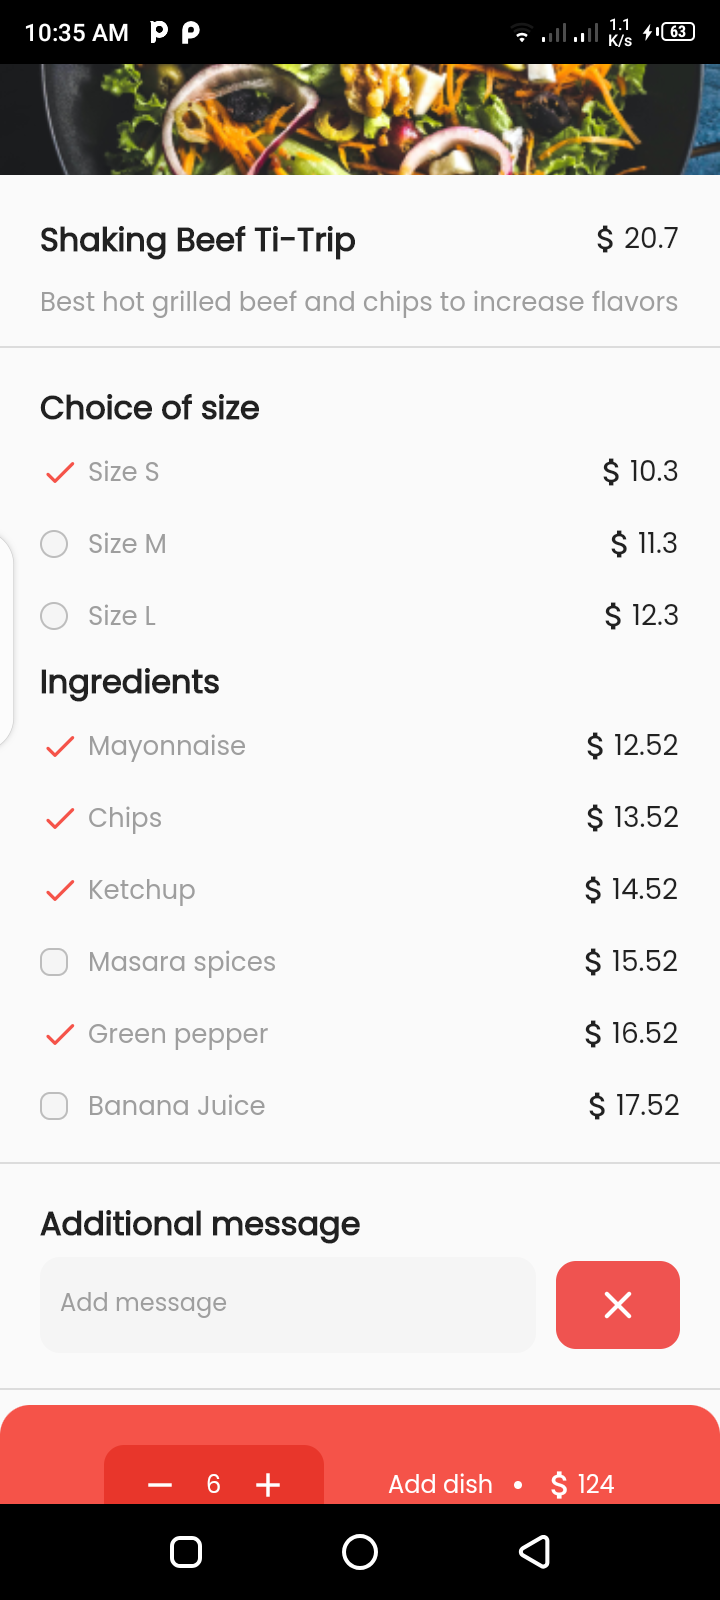 10:35 AM
1.1
K/s
63
Shaking Beef Ti-Trip $ 20.7
Best hot grilled beef and chips to increase flavors
Choice of size
Size S $ 10.3
Size M $ 11.3
Size L $ 12.3
Ingredients
Mayonnaise $ 12.52
Chips $ 13.52
Ketchup $ 14.52
Masara spices $ 15.52
Green pepper $ 16.52
Banana Juice $ 17.52
Additional message
Add message
6 Add dish • $ 124